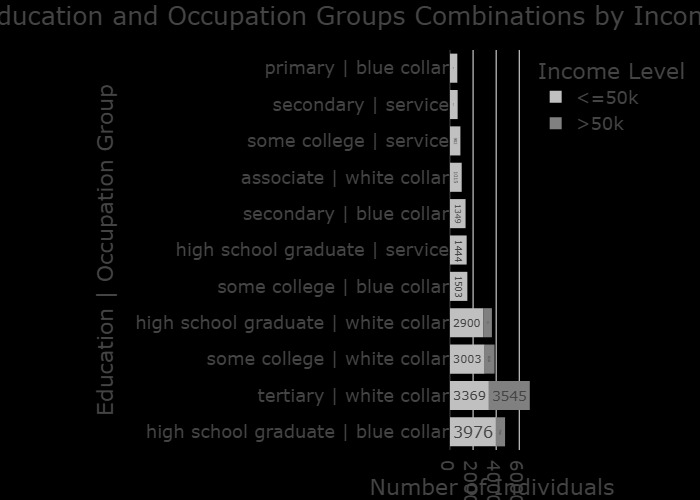 ducation and Occupation Groups Combinations by Incon
Income Level
<=50k
>50k
Education | Occupation Group
primary | blue collar
secondary | service
some college | service
associate | white collar
secondary | blue collar 1349
high school graduate | service 1444
some college | blue collar 1503
high school graduate | white collar 2900
some college | white collar 3003
tertiary | white collar 3369 3545
high school graduate | blue collar 3976
0 2000 4000 6000
Number of Individuals